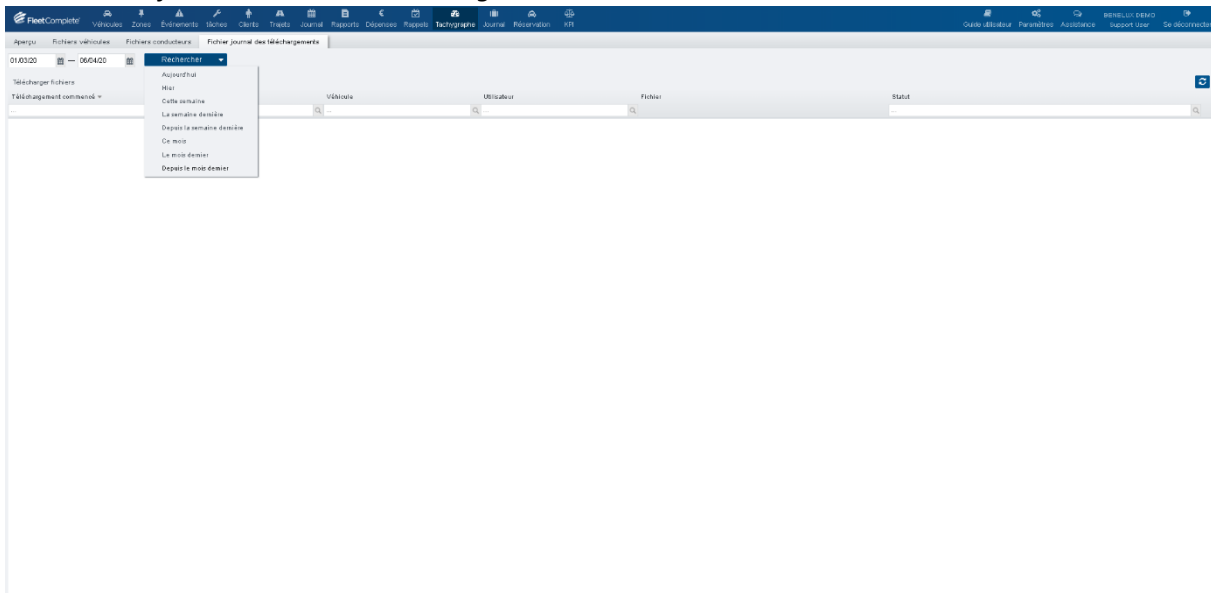 FleetComplete Véhicules Zones Événements tâches Clients Trajets Journal Rapports Dépenses Rappels Tachygraphe Journal Réservation KPI Guide utilisateur Paramètres Assistance BENELUX DEMO Support User Se déconnecter
Aperçu Fichiers véhicules Fichiers conducteurs Fichier journal des téléchargements
01/03/20 — 06/04/20 Rechercher
Aujourd'hui
Télécharger fichiers
Hier
Téléchargement commencé Véhicule Utilisateur Fichier Statut
Cette semaine
... ... ... ...
La semaine dernière
Depuis la semaine dernière
Ce mois
Le mois dernier
Depuis le mois dernier